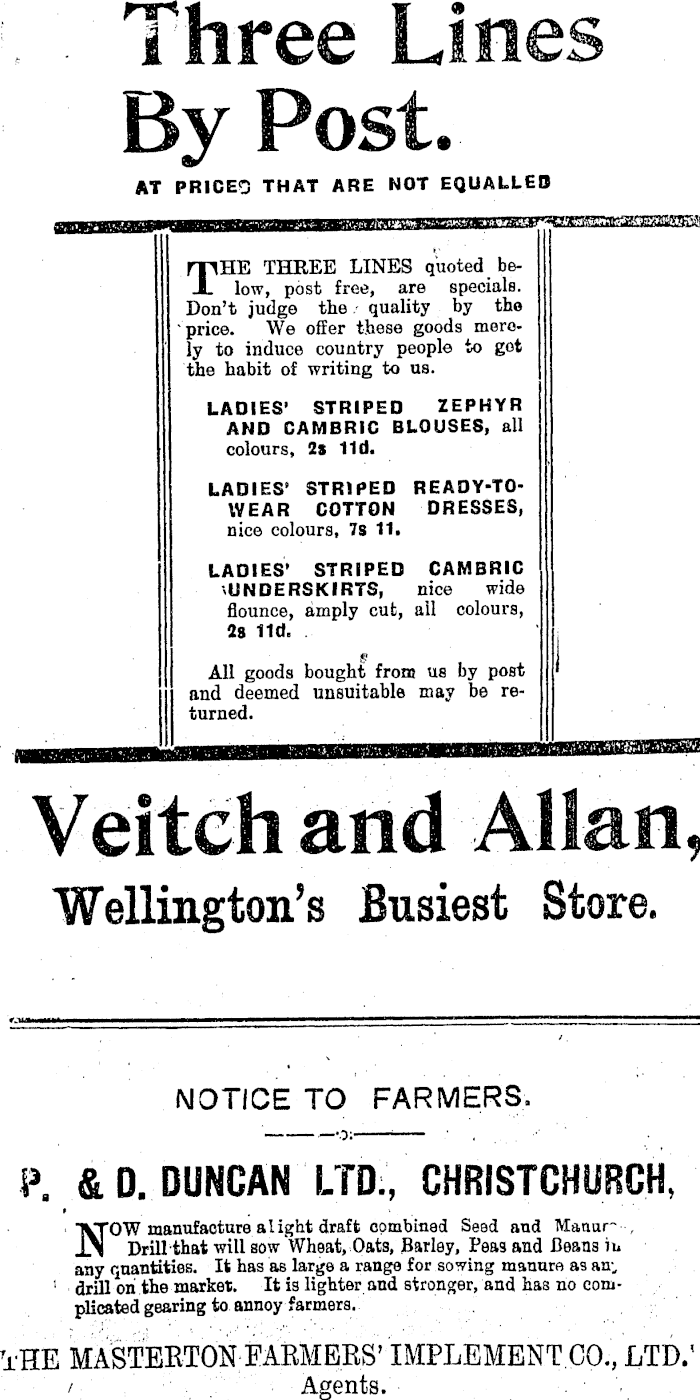 Three Lines
By Post.
AT PRICES THAT ARE NOT EQUALLED
THE THREE LINES quoted be-
low, post free, are specials.
Don't judge the quality by the
price. We offer these goods mere-
ly to induce country people to get
the habit of writing to us.
LADIES' STRIPED ZEPHYR
AND CAMBRIC BLOUSES, all
colours, 2s 11d.
LADIES' STRIPED READY-TO-
WEAR COTTON DRESSES,
nice colours, 7s 11.
LADIES' STRIPED CAMBRIC
UNDERSKIRTS, nice wide
flounce, amply cut, all colours,
2s 11d.
All goods bought from us by post
and deemed unsuitable may be re-
turned.
Veitch and Allan,
Wellington's Busiest Store.
NOTICE TO FARMERS.
P. & D. DUNCAN LTD., CHRISTCHURCH,
NOW manufacture a light draft combined Seed and
Drill that will sow Wheat, Oats, Barley, Peas and Beans in
any quantities. It has as large a range for sowing manure as any
drill on the market. It is lighter and stronger, and has no com-
plicated gearing to annoy farmers.
THE MASTERTON FARMERS' IMPLEMENT CO., LTD.
Agents.